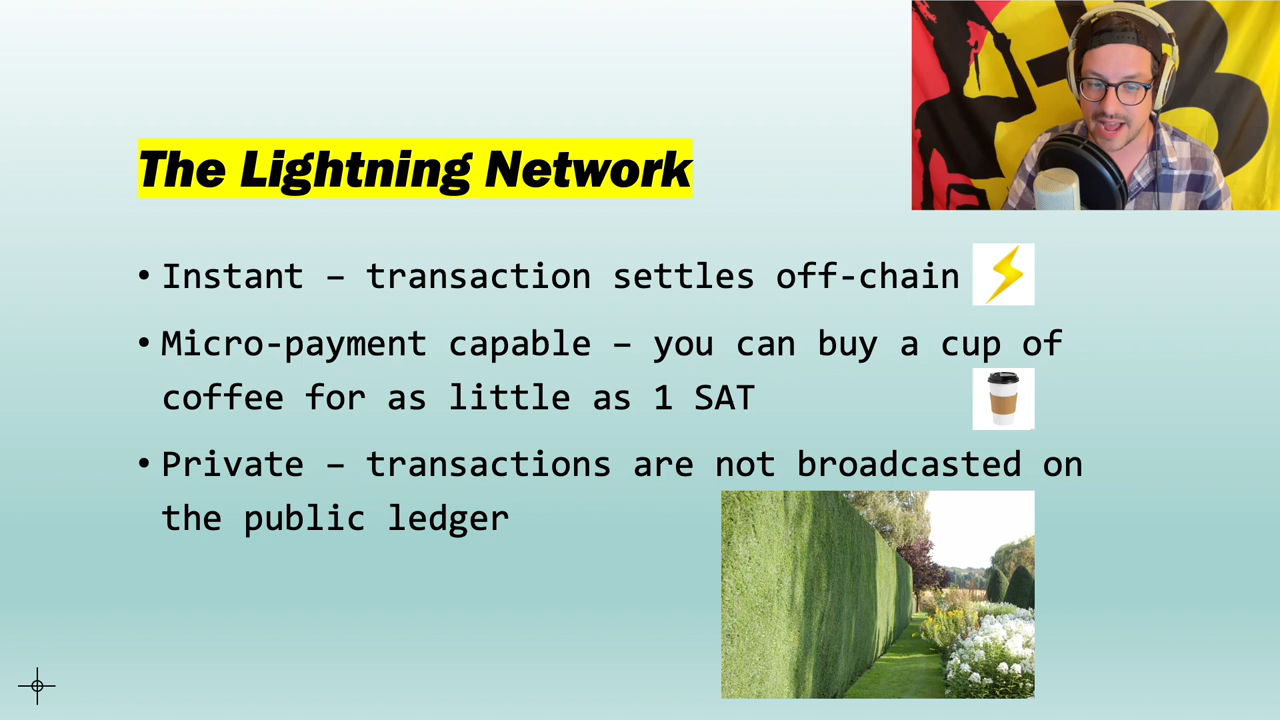 The Lightning Network
• Instant – transaction settles off-chain
• Micro-payment capable – you can buy a cup of
coffee for as little as 1 SAT
• Private – transactions are not broadcasted on
the public ledger